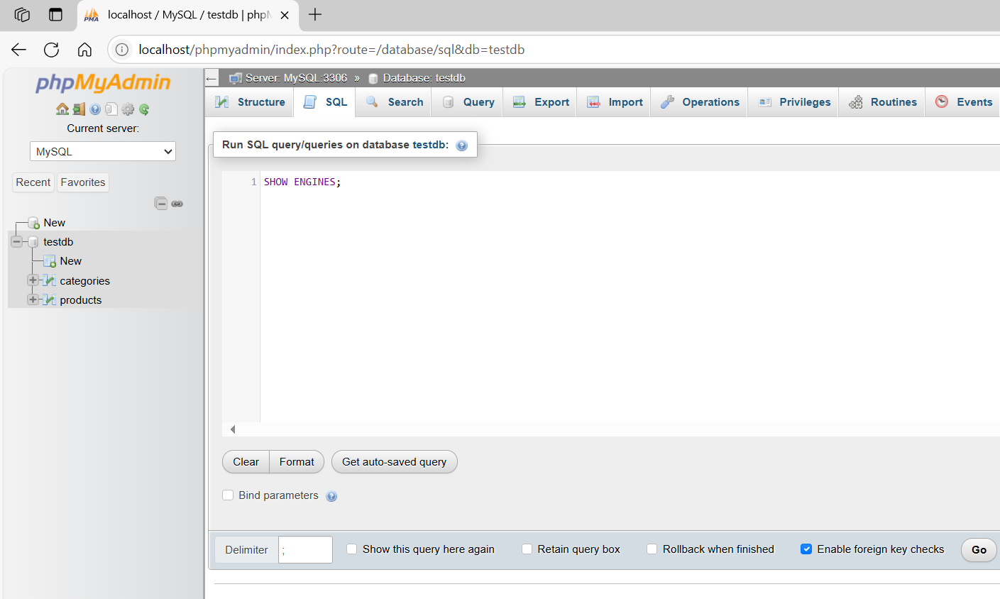 localhost / MySQL / testdb | phpM
localhost/phpmyadmin/index.php?route=/database/sql&db=testdb
phpMyAdmin
Current server:
MySQL
Recent Favorites
New
testdb
New
categories
products
Server: MySQL:3306 » Database: testdb
Structure SQL Search Query Export Import Operations Privileges Routines Events
Run SQL query/queries on database testdb:
1 SHOW ENGINES;
Clear Format Get auto-saved query
Bind parameters
Delimiter ; Show this query here again Retain query box Rollback when finished Enable foreign key checks Go